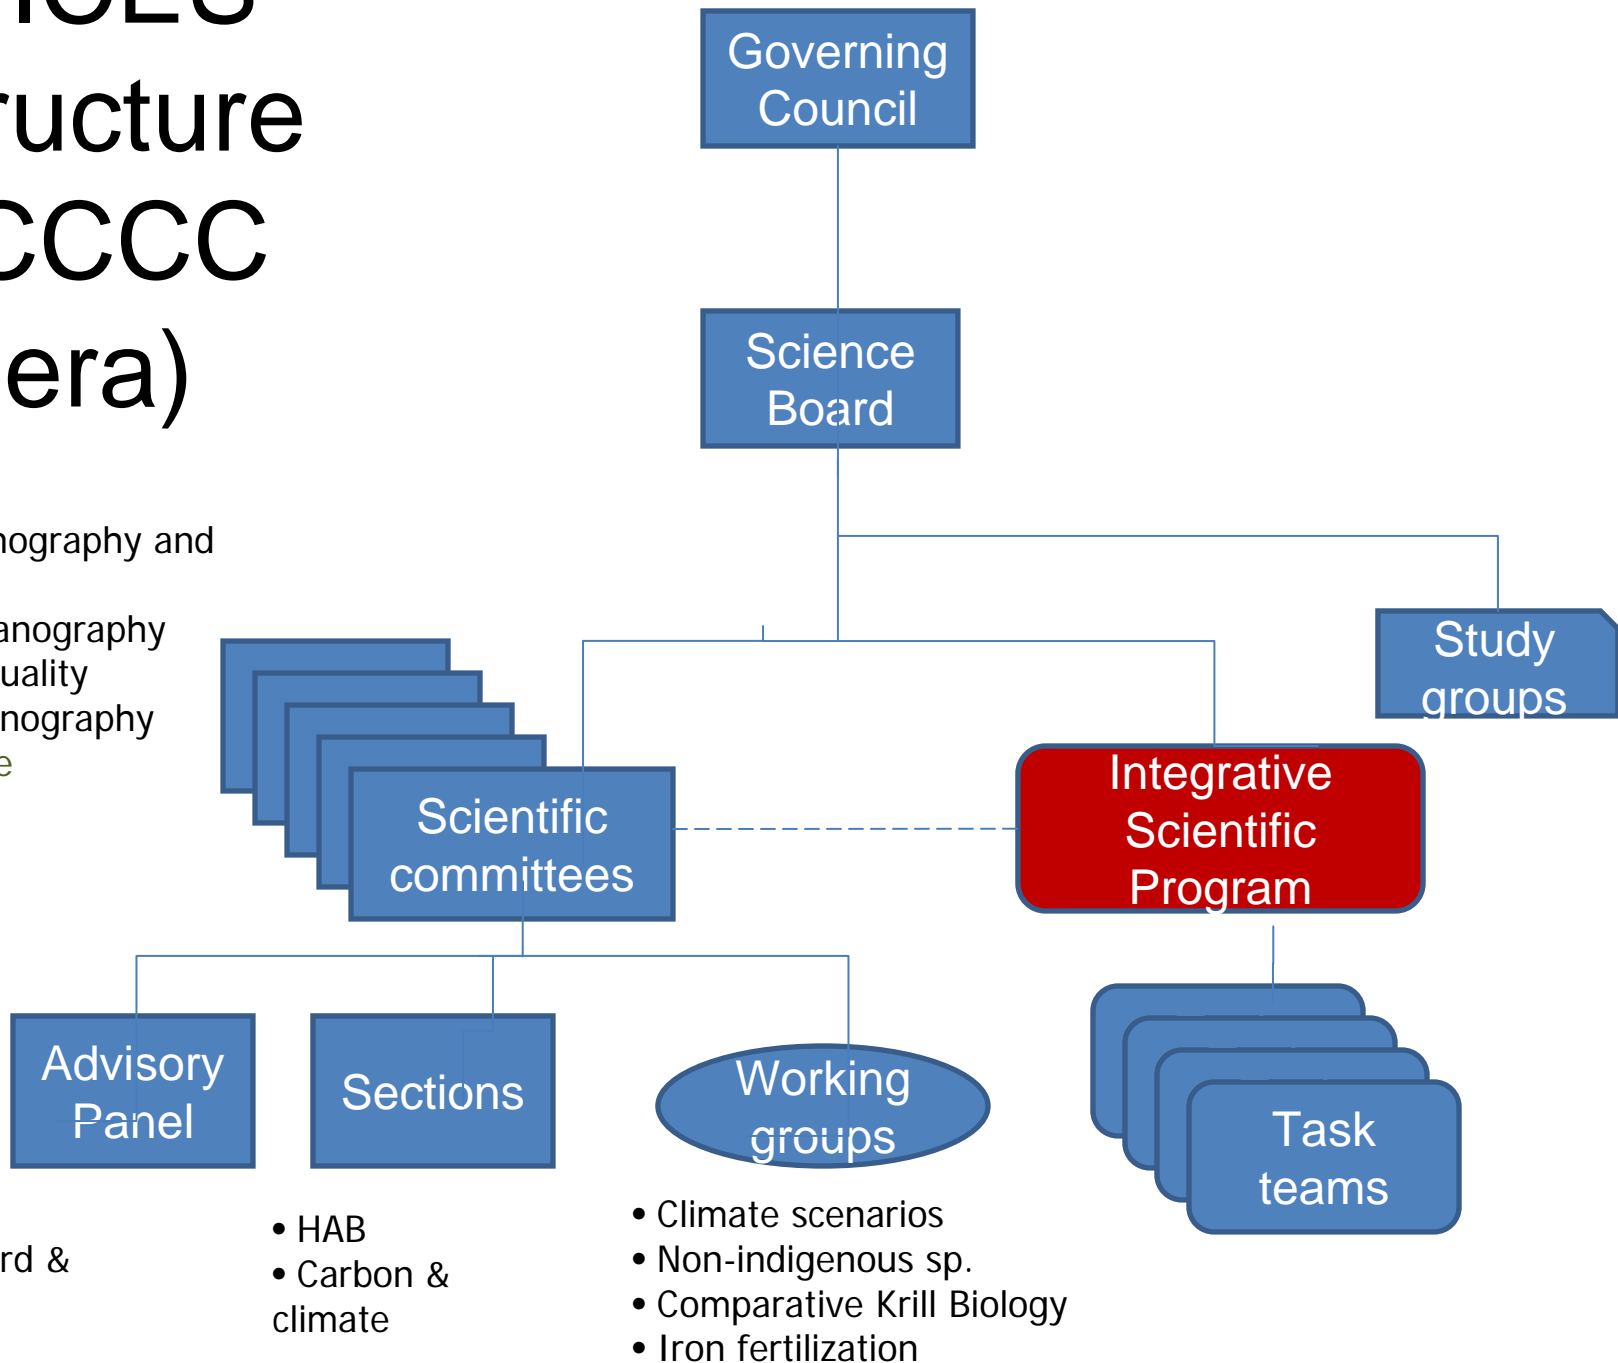 ructure
CCCC
era)
Governing
Council
Science
Board
nography and
anography
uality
nography
e
Study
groups
Scientific
committees
Integrative
Scientific
Program
Advisory
Panel
Sections
Working
groups
Task
teams
rd &
• HAB
• Carbon &
climate
• Climate scenarios
• Non-indigenous sp.
• Comparative Krill Biology
• Iron fertilization